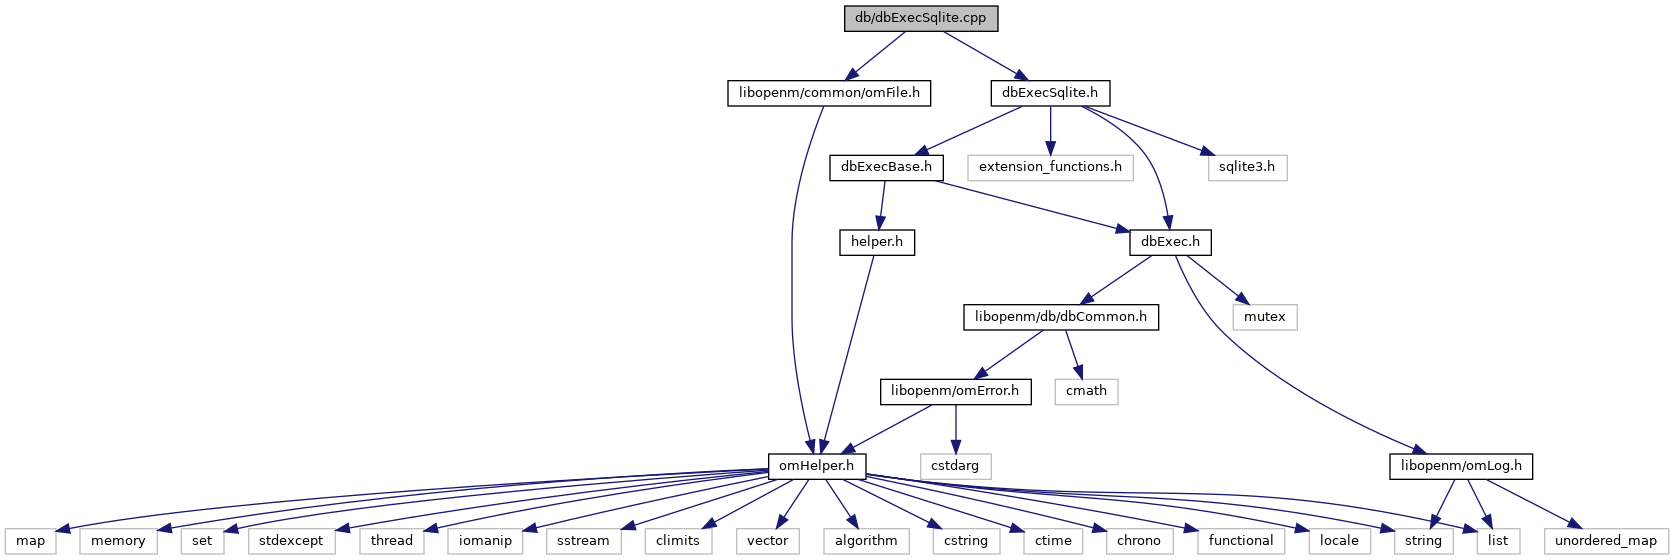 db/dbExecSqlite.cpp
libopenm/common/omFile.h
dbExecSqlite.h
dbExecBase.h
extension_functions.h
sqlite3.h
helper.h
dbExec.h
libopenm/db/dbCommon.h
mutex
libopenm/omError.h
cmath
omHelper.h
cstdarg
libopenm/omLog.h
map
memory
set
stdexcept
thread
iomanip
sstream
climits
vector
algorithm
cstring
ctime
chrono
functional
locale
string
list
unordered_map